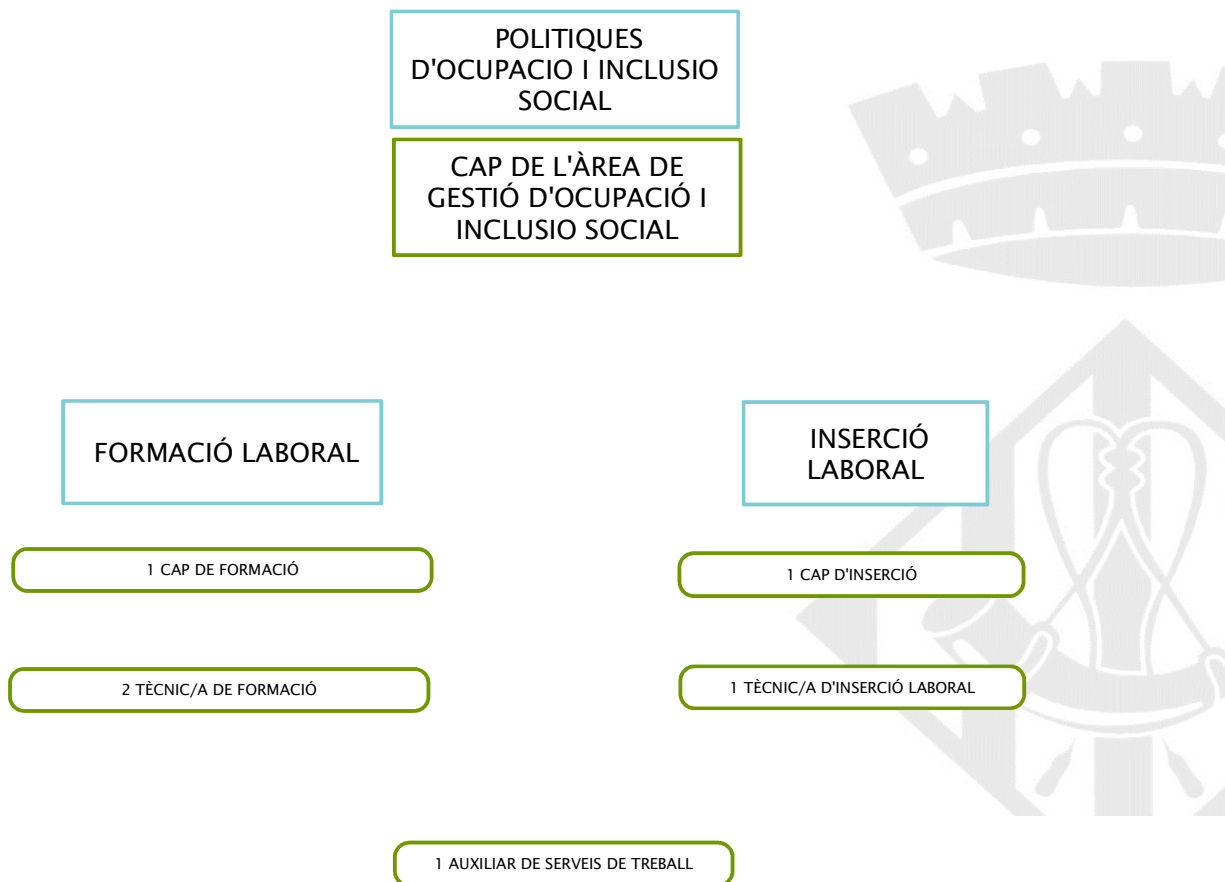 POLITIQUES
D'OCUPACIO I INCLUSIO
SOCIAL
CAP DE L'ÀREA DE
GESTIÓ D'OCUPACIÓ I
INCLUSIO SOCIAL
FORMACIÓ LABORAL
INSERCIÓ
LABORAL
1 CAP DE FORMACIÓ
1 CAP D'INSERCIÓ
2 TÈCNIC/A DE FORMACIÓ
1 TÈCNIC/A D'INSERCIÓ LABORAL
1 AUXILIAR DE SERVEIS DE TREBALL